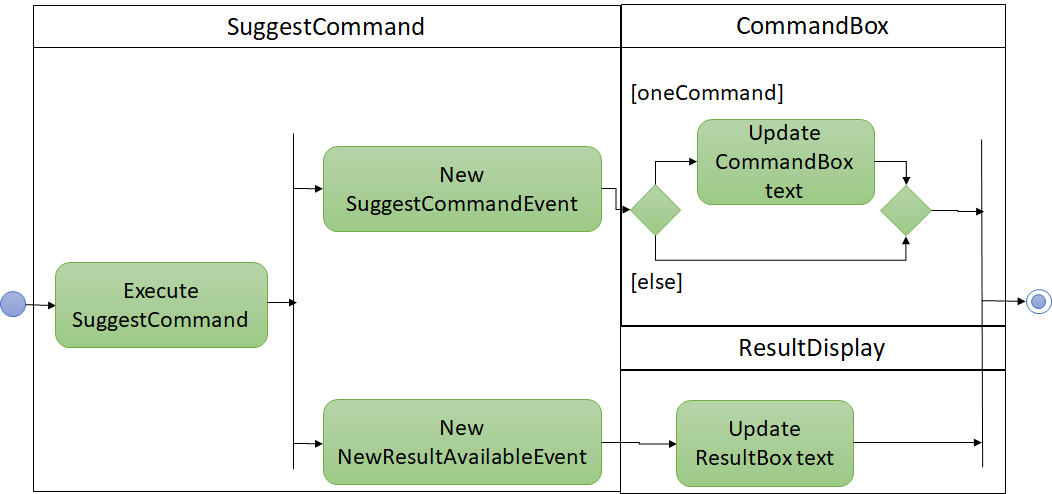 SuggestCommand
CommandBox
[oneCommand]
Update
CommandBox
text
New
SuggestCommandEvent
[else]
Execute
SuggestCommand
ResultDisplay
New
NewResultAvailableEvent
Update
ResultBox text